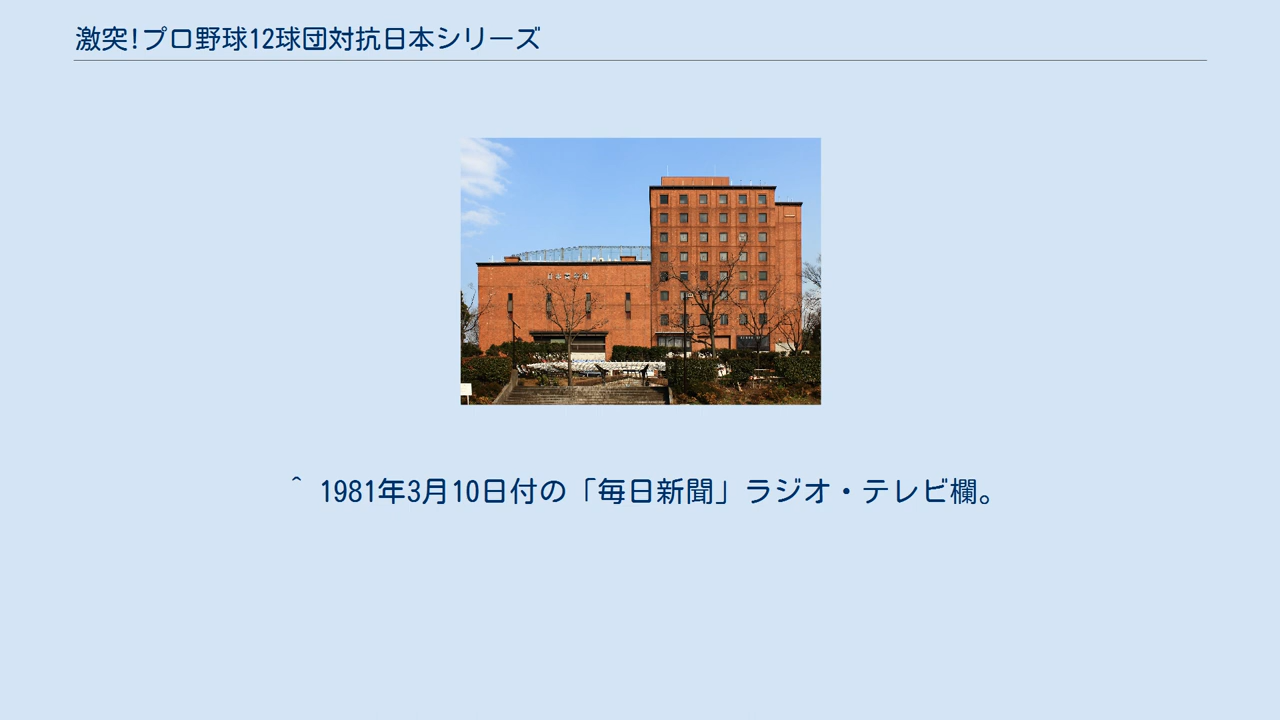 激突!プロ野球12球団対抗日本シリーズ
^ 1981年3月10日付の「毎日新聞」ラジオ・テレビ欄。